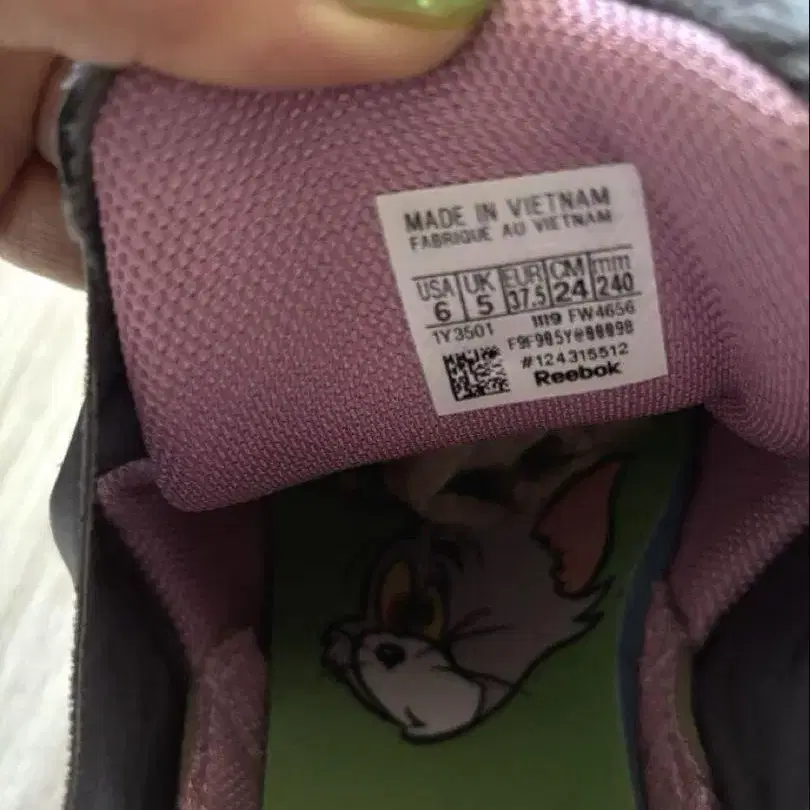 MADE IN VIETNAM
FABRIQUÉ AU VIETNAM
USA UK EUR CM mm
6 5 37.5 24 240
1Y3501 1119 FW4656
#124315512
Reebok